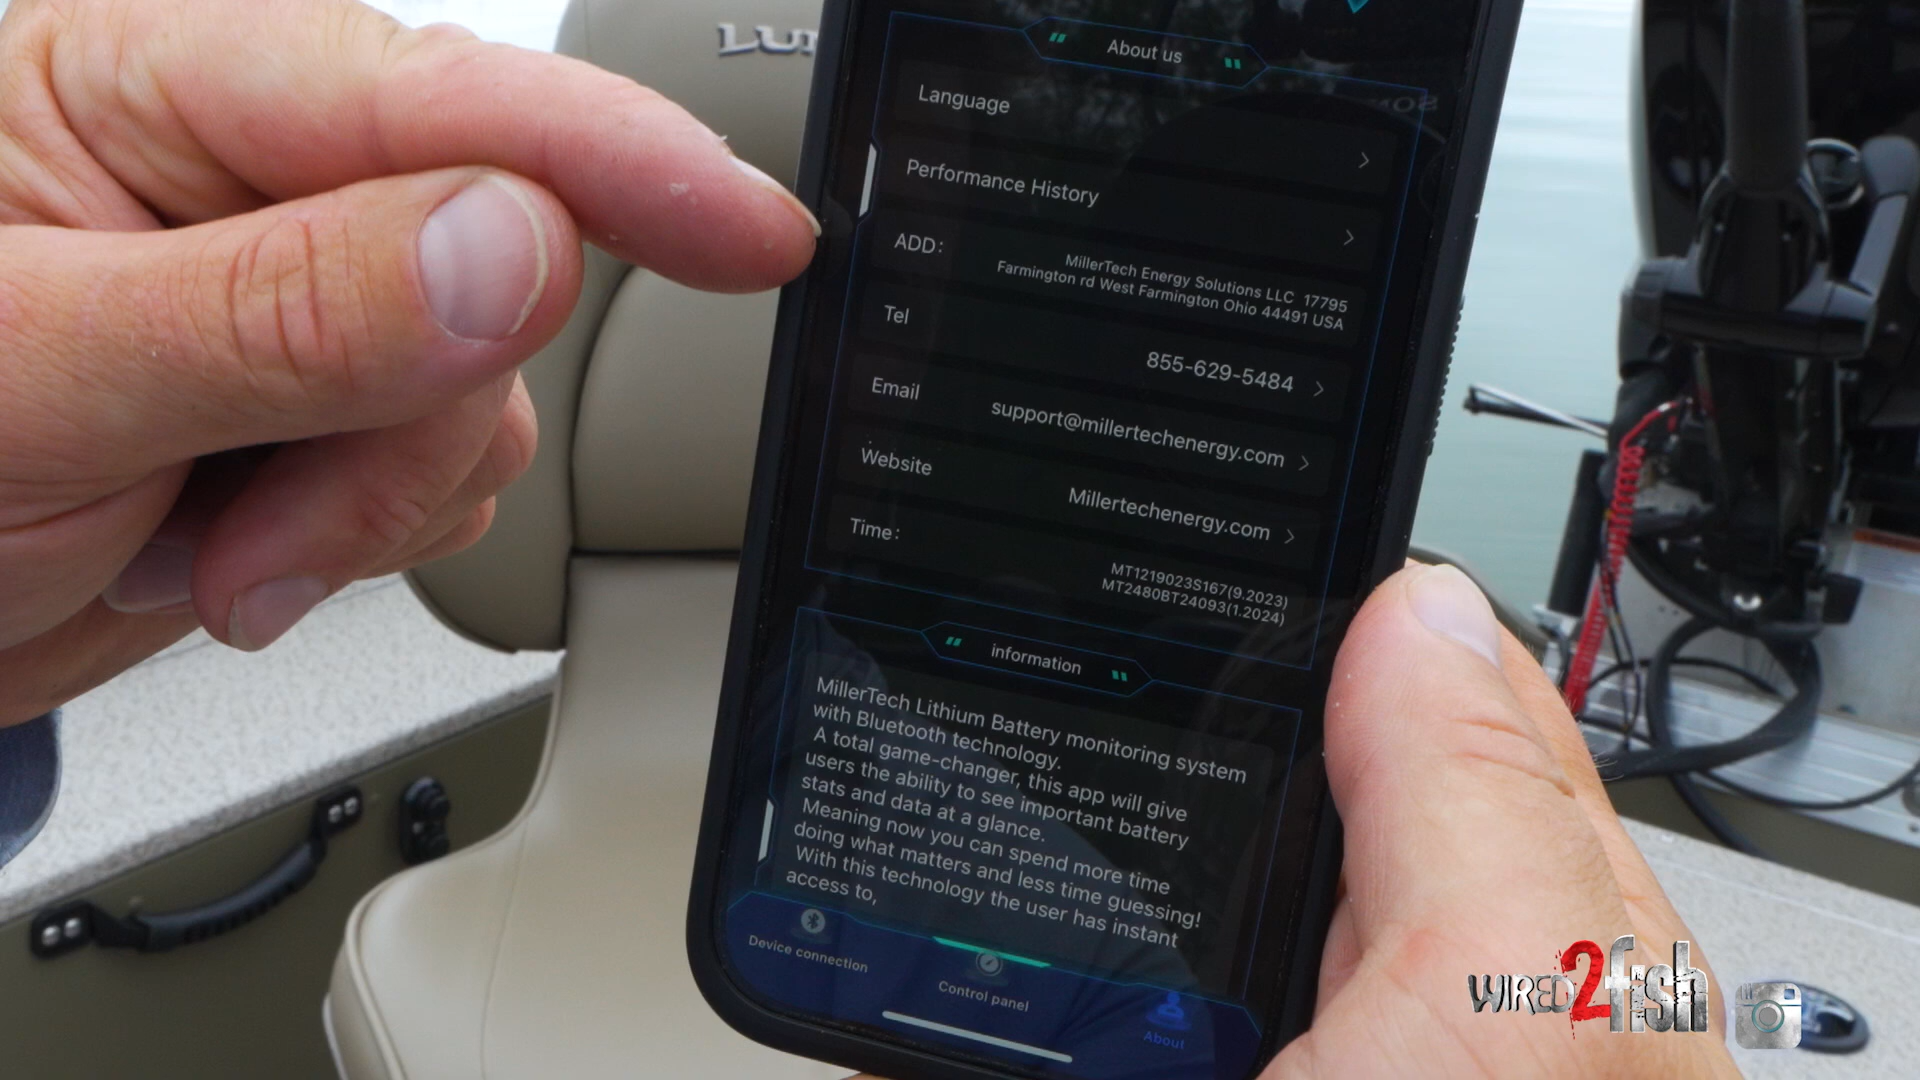 LUN
About us
Language
Performance History
ADD:
MillerTech Energy Solutions LLC 17795
Farmington rd West Farmington Ohio 44491 USA
Tel
855-629-5484
Email
support@millertechenergy.com
Website
Millertechenergy.com
Time:
MT1219023S167(9.2023)
MT2480BT24093(1.2024)
information
MillerTech Lithium Battery monitoring system
with Bluetooth technology.
A total game-changer, this app will give
users the ability to see important battery
stats and data at a glance.
Meaning now you can spend more time
doing what matters and less time guessing!
With this technology the user has instant
access to,
Device connection
Control panel
About
WIRED2fish